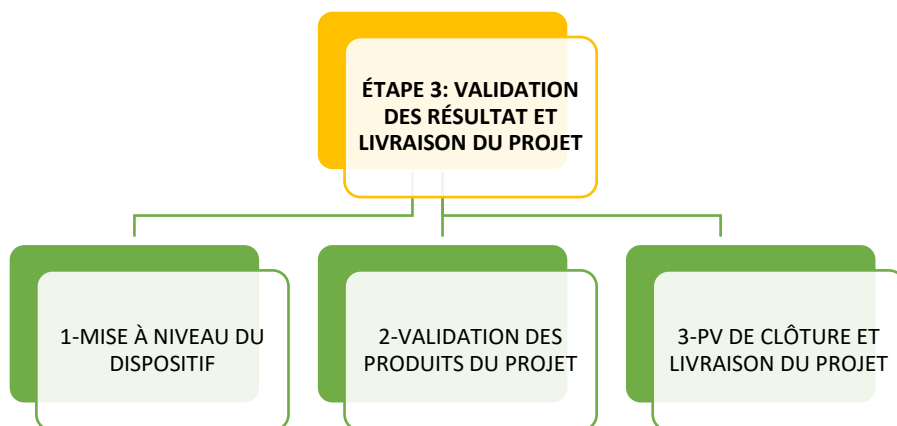 ÉTAPE 3: VALIDATION
DES RÉSULTAT ET
LIVRAISON DU PROJET
1-MISE À NIVEAU DU
DISPOSITIF
2-VALIDATION DES
PRODUITS DU PROJET
3-PV DE CLÔTURE ET
LIVRAISON DU PROJET